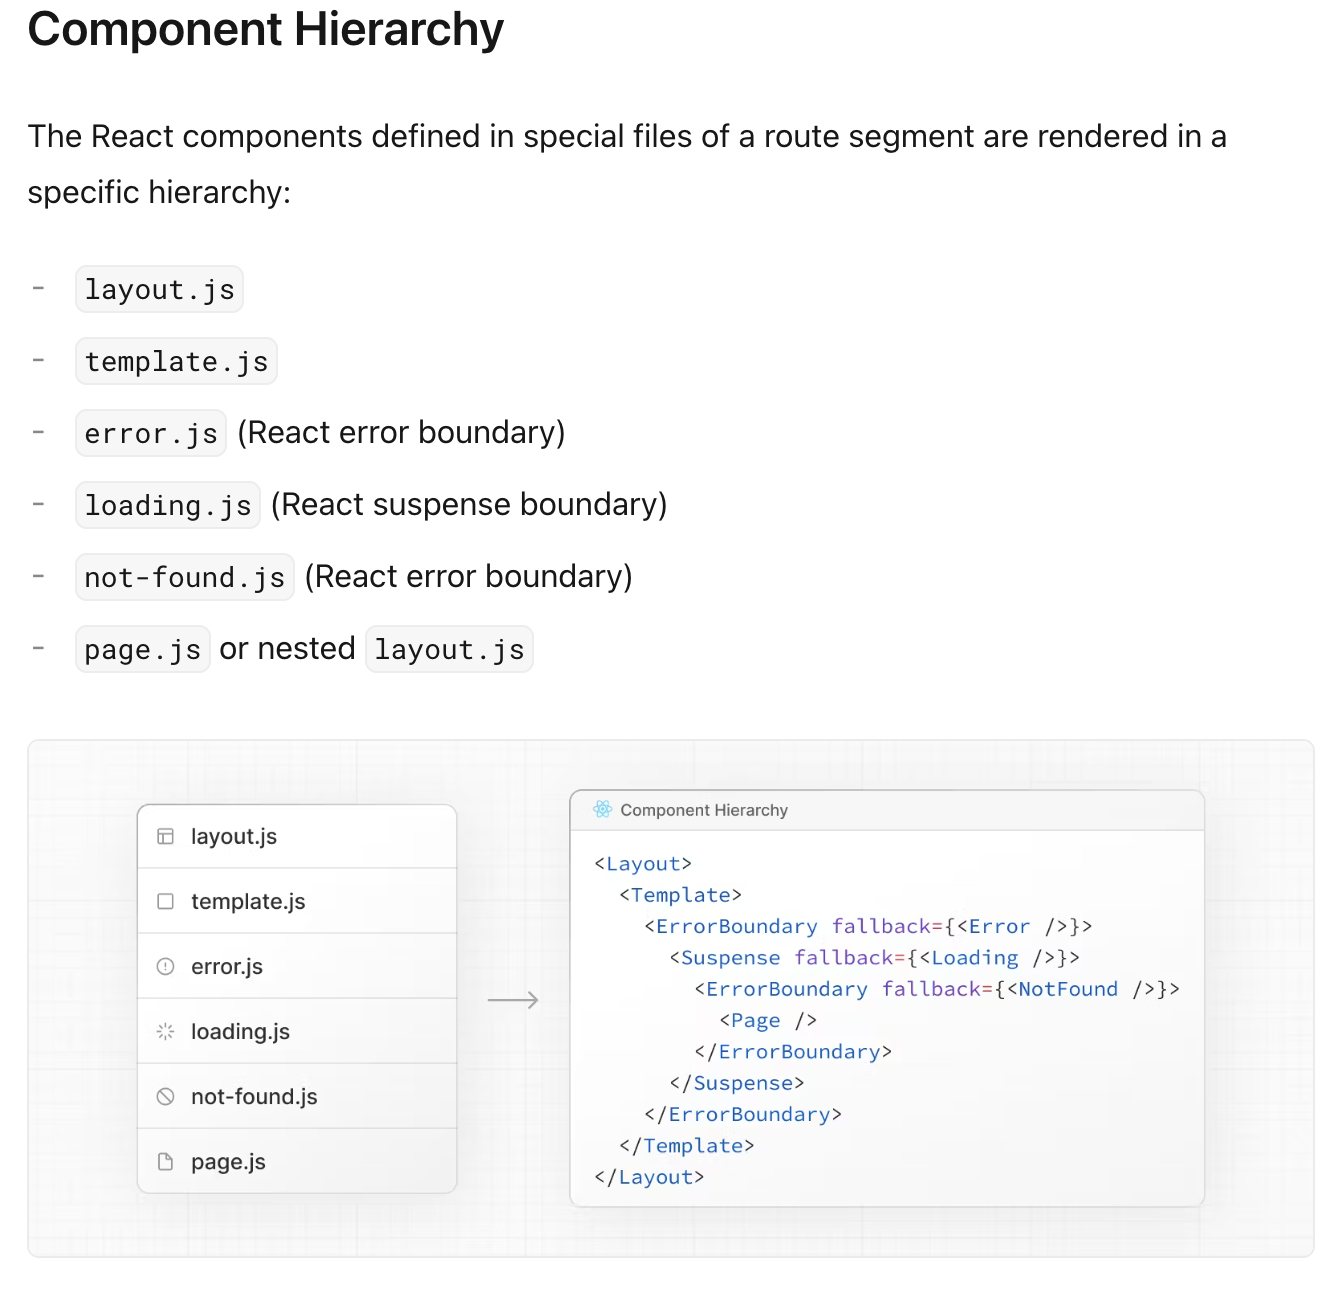 Component Hierarchy
The React components defined in special files of a route segment are rendered in a
specific hierarchy:
- layout.js
- template.js
- error.js (React error boundary)
- loading.js (React suspense boundary)
- not-found.js (React error boundary)
- page.js or nested layout.js
layout.js
template.js
error.js
loading.js
not-found.js
page.js
Component Hierarchy
<Layout>
  <Template>
    <ErrorBoundary fallback={<Error />}>
      <Suspense fallback={<Loading />}>
        <ErrorBoundary fallback={<NotFound />}>
          <Page />
        </ErrorBoundary>
      </Suspense>
    </ErrorBoundary>
  </Template>
</Layout>